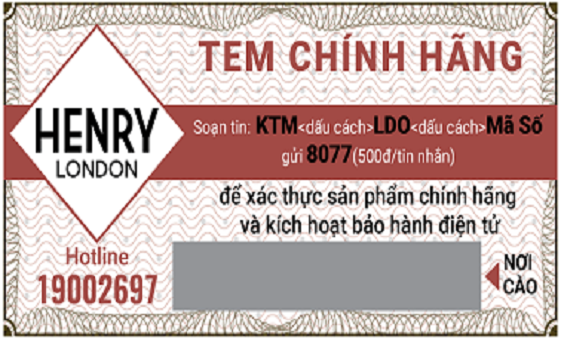 TEM CHÍNH HÃNG
HENRY
LONDON
Soạn tin: KTM<dấu cách>LDO<dấu cách>Mã Số
gửi 8077(500đ/tin nhắn)
để xác thực sản phẩm chính hãng
và kích hoạt bảo hành điện tử
Hotline
19002697
NƠI
CÀO